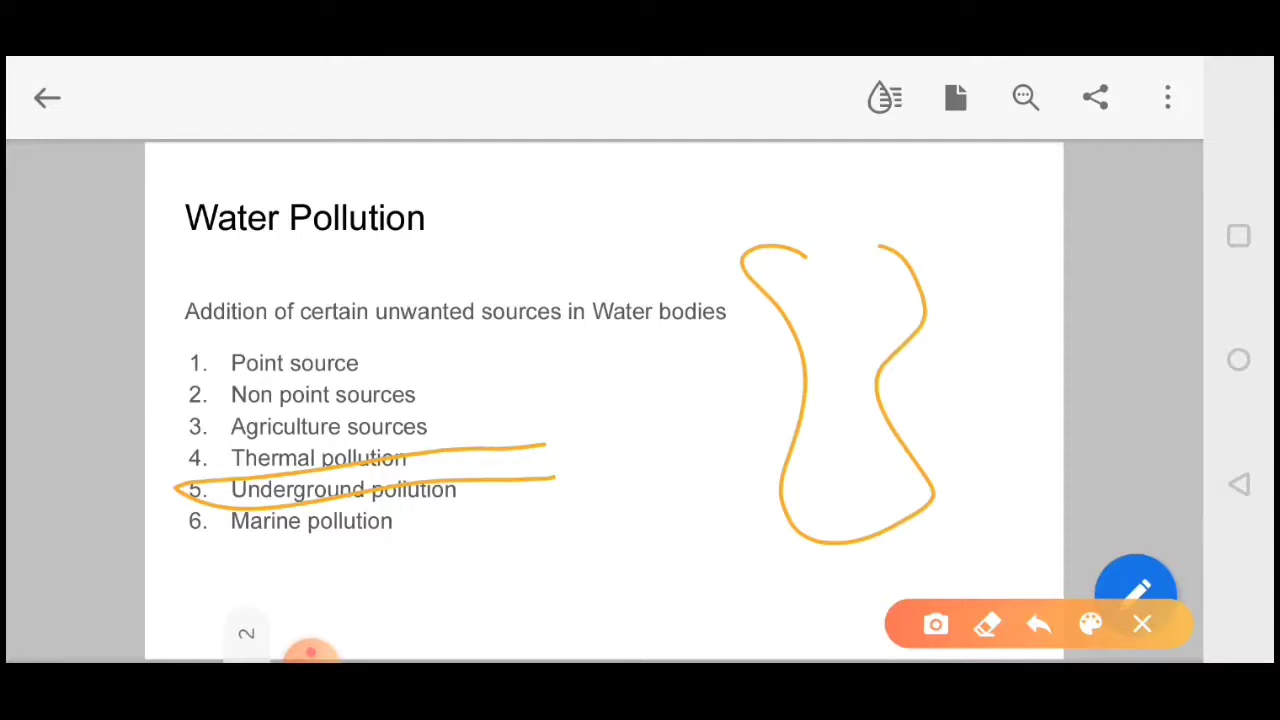 Water Pollution
Addition of certain unwanted sources in Water bodies
1. Point source
2. Non point sources
3. Agriculture sources
4. Thermal pollution
5. Underground pollution
6. Marine pollution
2